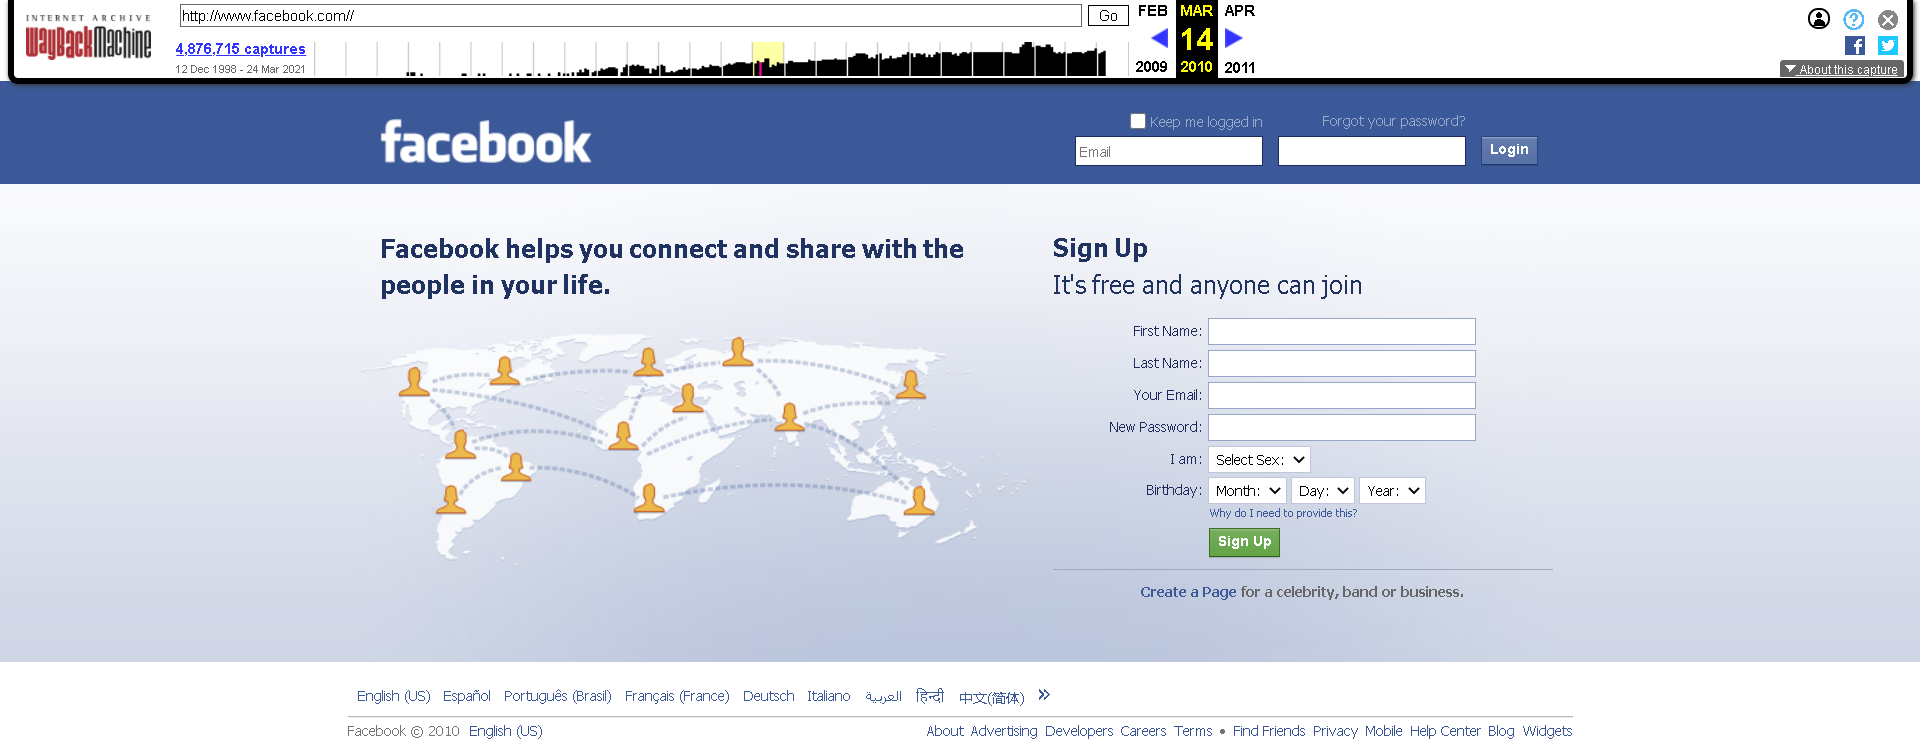 INTERNET ARCHIVE
WayBackMachine
http://www.facebook.com//
Go
FEB MAR APR
14
2009 2010 2011
4,876,715 captures
12 Dec 1998 - 24 Mar 2021
About this capture
facebook
Keep me logged in
Forgot your password?
Email
Login
Facebook helps you connect and share with the
people in your life.
Sign Up
It's free and anyone can join
First Name:
Last Name:
Your Email:
New Password:
I am: Select Sex:
Birthday: Month: Day: Year:
Why do I need to provide this?
Sign Up
Create a Page for a celebrity, band or business.
English (US) Español Português (Brasil) Français (France) Deutsch Italiano العربية हिन्दी 中文(简体) »
Facebook © 2010 English (US)
About Advertising Developers Careers Terms • Find Friends Privacy Mobile Help Center Blog Widgets